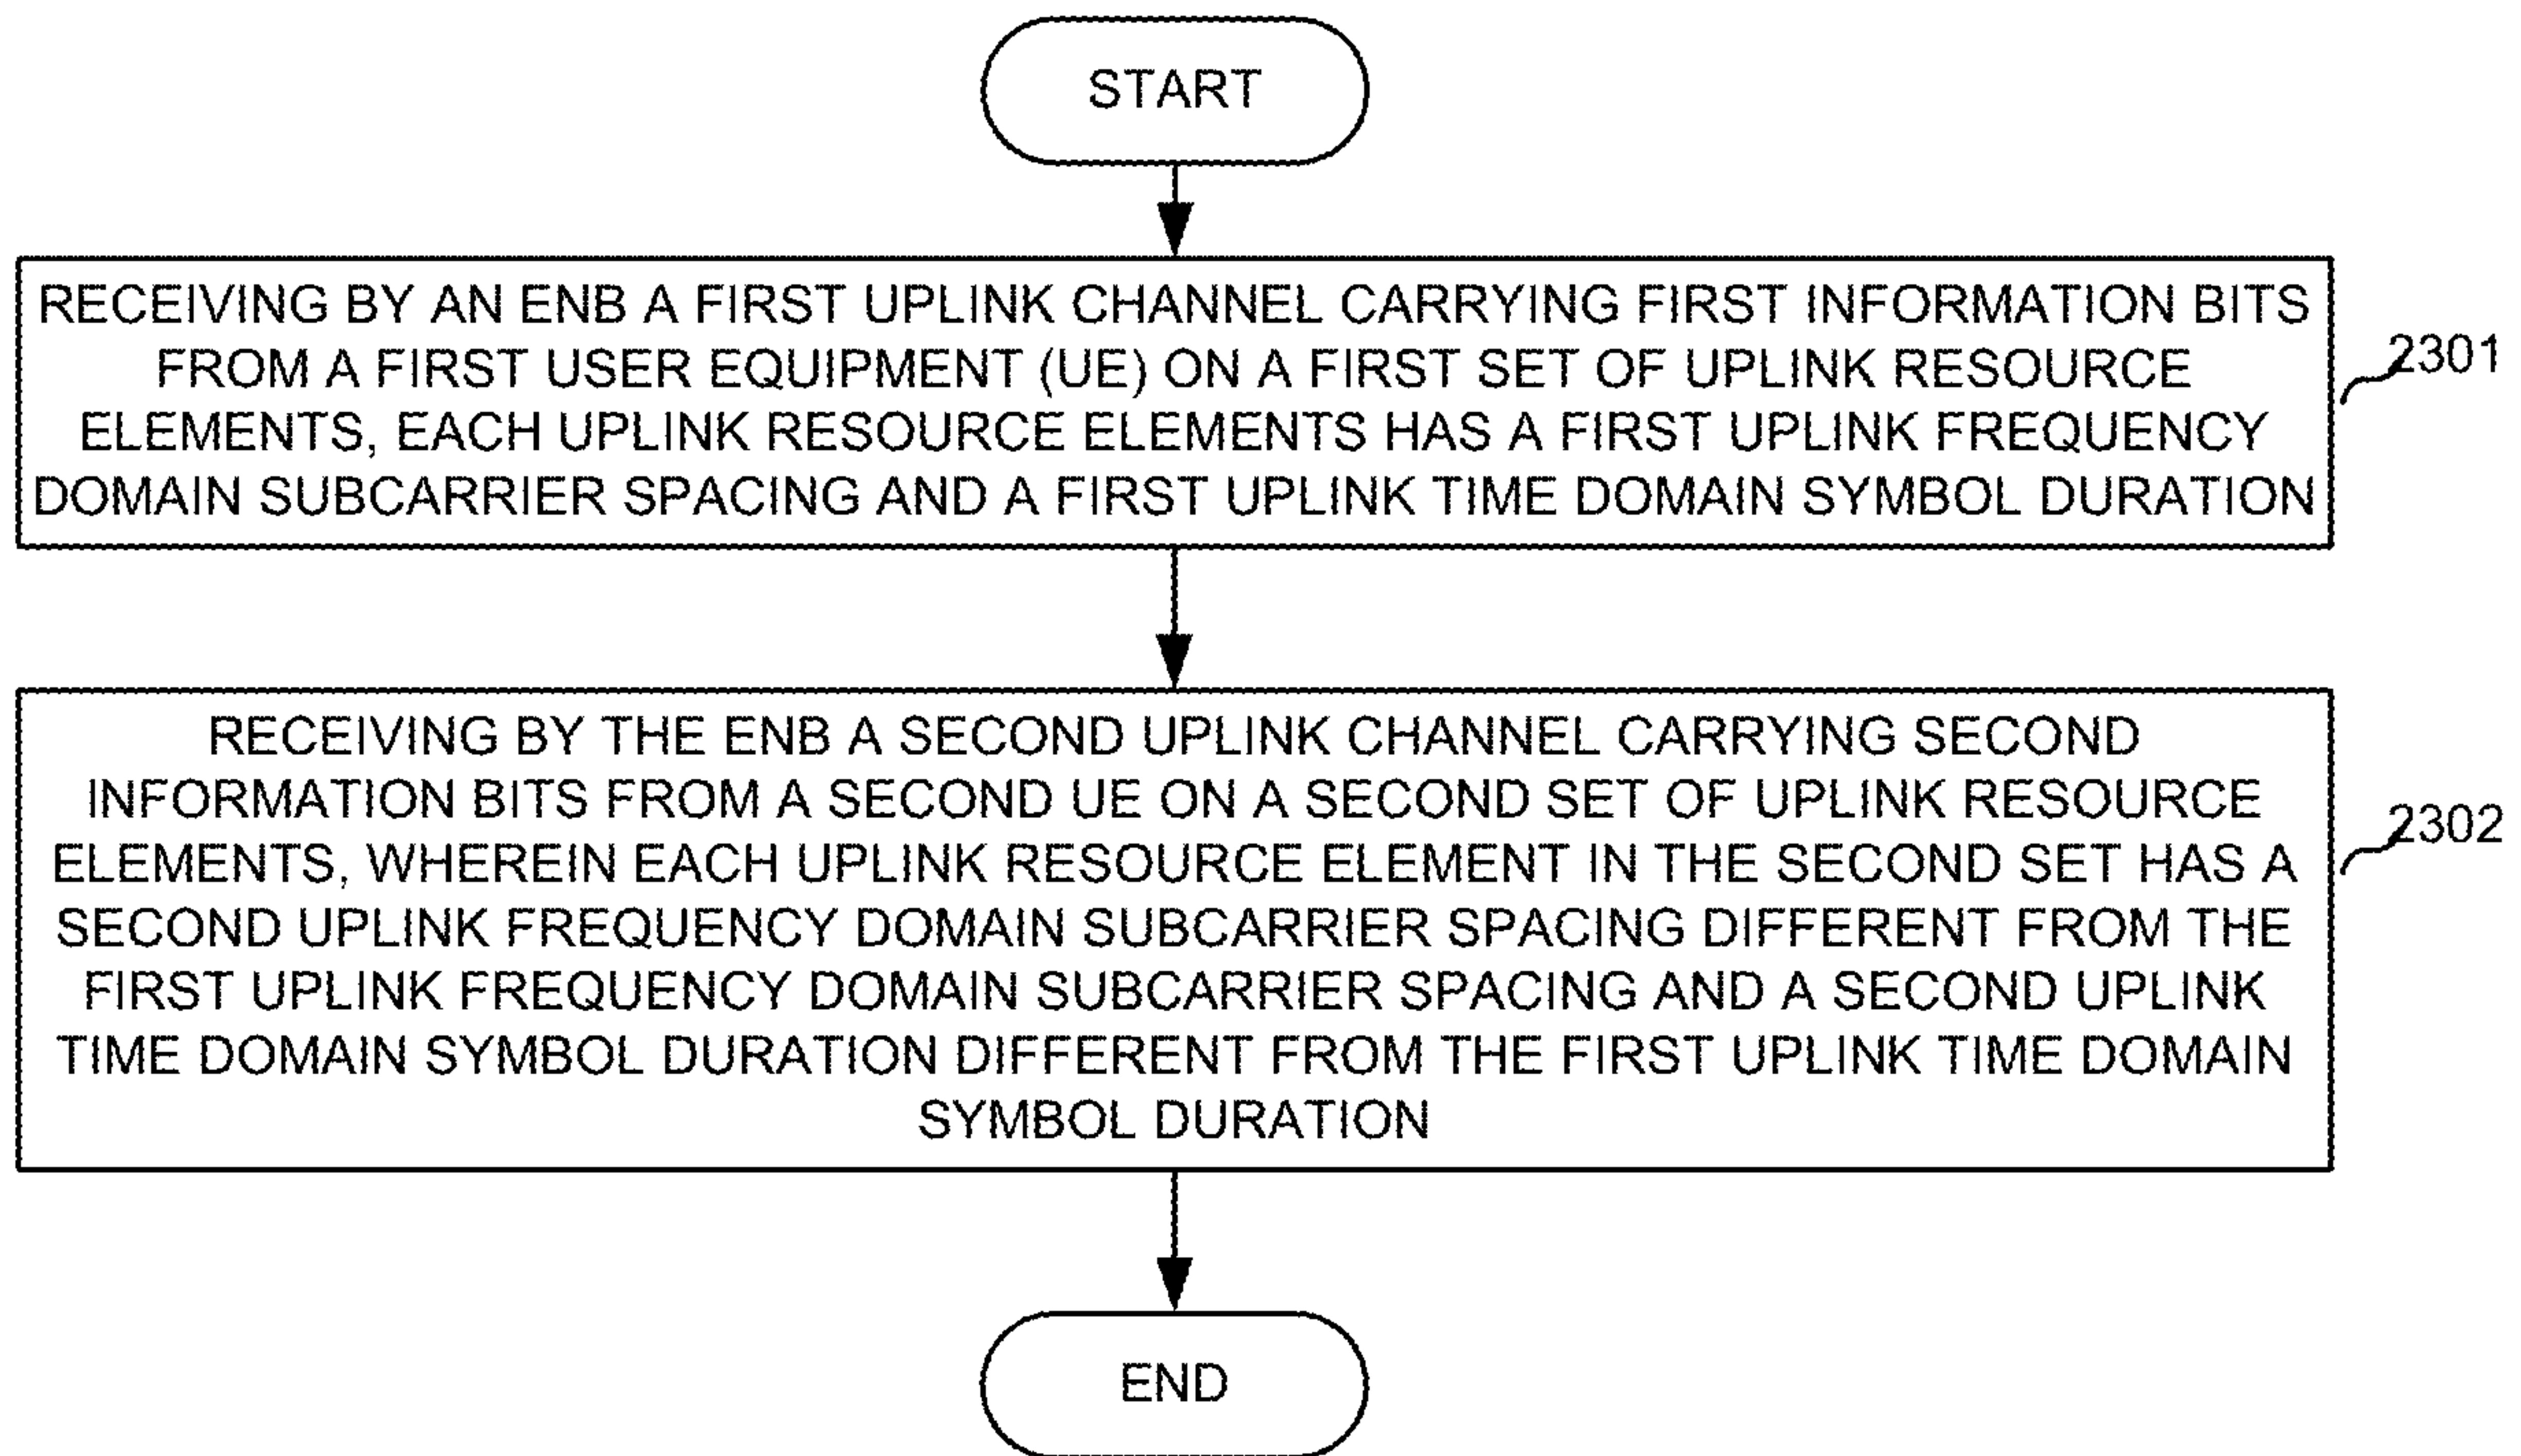 START
RECEIVING BY AN ENB A FIRST UPLINK CHANNEL CARRYING FIRST INFORMATION BITS
FROM A FIRST USER EQUIPMENT (UE) ON A FIRST SET OF UPLINK RESOURCE
ELEMENTS, EACH UPLINK RESOURCE ELEMENTS HAS A FIRST UPLINK FREQUENCY
DOMAIN SUBCARRIER SPACING AND A FIRST UPLINK TIME DOMAIN SYMBOL DURATION
2301
RECEIVING BY THE ENB A SECOND UPLINK CHANNEL CARRYING SECOND
INFORMATION BITS FROM A SECOND UE ON A SECOND SET OF UPLINK RESOURCE
ELEMENTS, WHEREIN EACH UPLINK RESOURCE ELEMENT IN THE SECOND SET HAS A
SECOND UPLINK FREQUENCY DOMAIN SUBCARRIER SPACING DIFFERENT FROM THE
FIRST UPLINK FREQUENCY DOMAIN SUBCARRIER SPACING AND A SECOND UPLINK
TIME DOMAIN SYMBOL DURATION DIFFERENT FROM THE FIRST UPLINK TIME DOMAIN
SYMBOL DURATION
2302
END